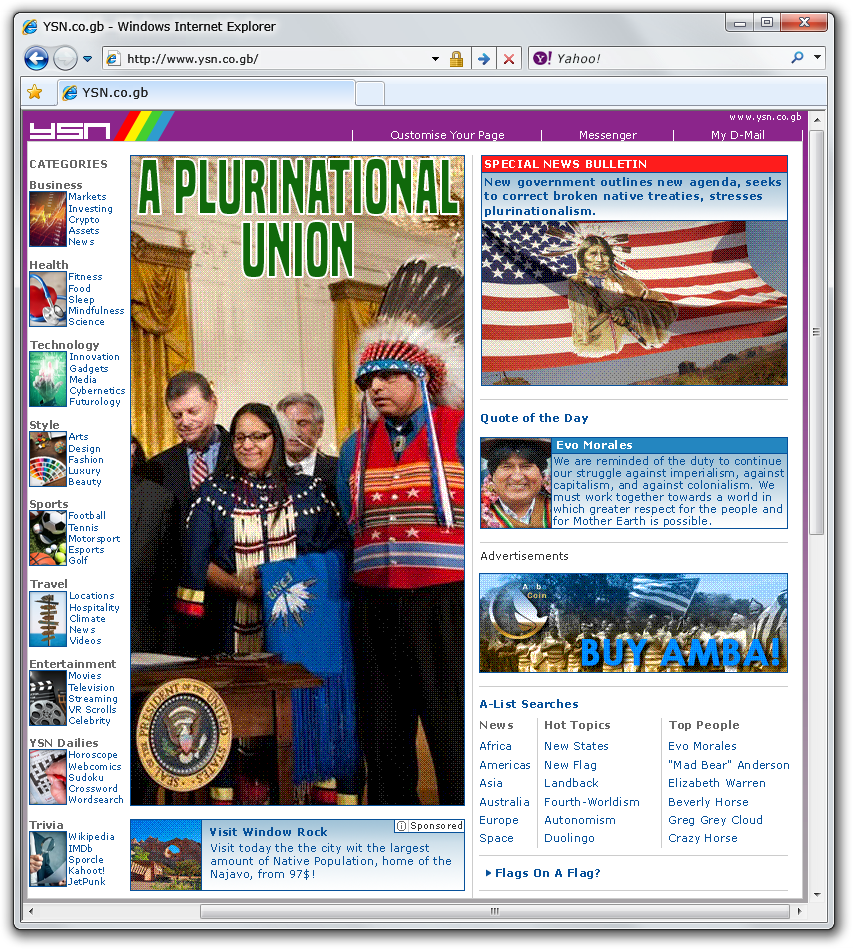 YSN.co.gb - Windows Internet Explorer
http://www.ysn.co.gb/
Yahoo!
YSN.co.gb
ysn
www.ysn.co.gb
Customise Your Page
Messenger
My D-Mail
CATEGORIES
Business
Markets
Investing
Crypto
Assets
News
Health
Fitness
Food
Sleep
Mindfulness
Science
Technology
Innovation
Gadgets
Media
Cybernetics
Futurology
Style
Arts
Design
Fashion
Luxury
Beauty
Sports
Football
Tennis
Motorsport
Esports
Golf
Travel
Locations
Hospitality
Climate
News
Videos
Entertainment
Movies
Television
Streaming
VR Scrolls
Celebrity
YSN Dailies
Horoscope
Webcomics
Sudoku
Crossword
Wordsearch
Trivia
Wikipedia
IMDb
Sporcle
Kahoot!
JetPunk
A PLURINATIONAL
UNION
SEAL OF THE PRESIDENT OF THE UNITED STATES
Sponsored
Visit Window Rock
Visit today the the city wit the largest
amount of Native Population, home of the
Najavo, from 97$!
SPECIAL NEWS BULLETIN
New government outlines new agenda, seeks
to correct broken native treaties, stresses
plurinationalism.
Quote of the Day
Evo Morales
We are reminded of the duty to continue
our struggle against imperialism, against
capitalism, and against colonialism. We
must work together towards a world in
which greater respect for the people and
for Mother Earth is possible.
Advertisements
Coin
BUY AMBA!
A-List Searches
News
Africa
Americas
Asia
Australia
Europe
Space
Hot Topics
New States
New Flag
Landback
Fourth-Worldism
Autonomism
Duolingo
Top People
Evo Morales
"Mad Bear" Anderson
Elizabeth Warren
Beverly Horse
Greg Grey Cloud
Crazy Horse
Flags On A Flag?